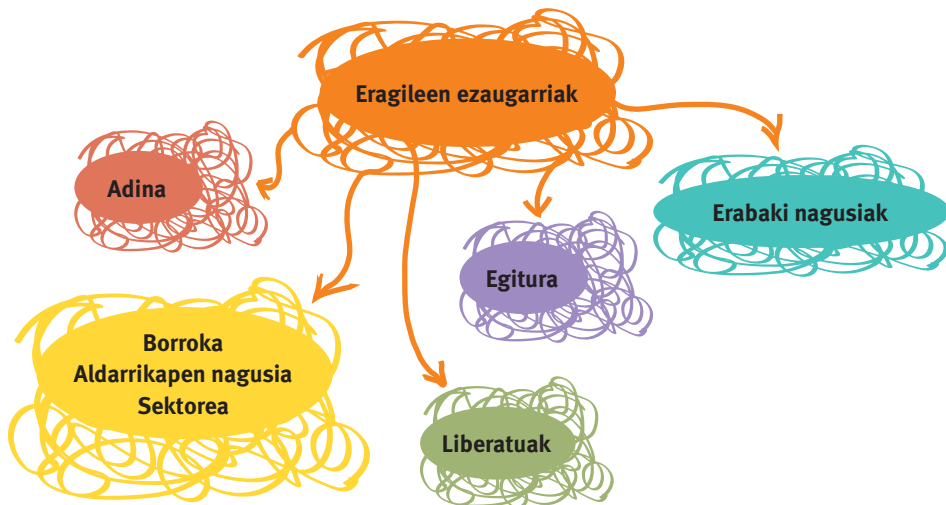 Eragileen ezaugarriak
Adina
Erabaki nagusiak
Egitura
Borroka
Aldarrikapen nagusia
Sektorea
Liberatuak